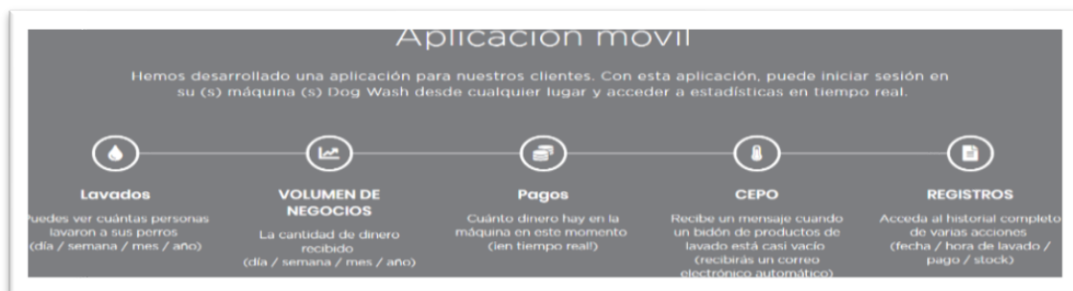 Aplicación móvil
Hemos desarrollado una aplicación para nuestros clientes. Con esta aplicación, puede iniciar sesión en
su (s) máquina (s) Dog Wash desde cualquier lugar y acceder a estadísticas en tiempo real.
Lavados
Puedes ver cuántas personas
lavaron a sus perros
(día / semana / mes / año)
VOLUMEN DE
NEGOCIOS
La cantidad de dinero
recibido
(día / semana / mes / año)
Pagos
Cuánto dinero hay en la
máquina en este momento
(¡en tiempo real!)
CEPO
Recibe un mensaje cuando
un bidón de productos de
lavado está casi vacío
(recibirás un correo
electrónico automático)
REGISTROS
Acceda al historial completo
de varias acciones
(fecha / hora de lavado /
pago / stock)